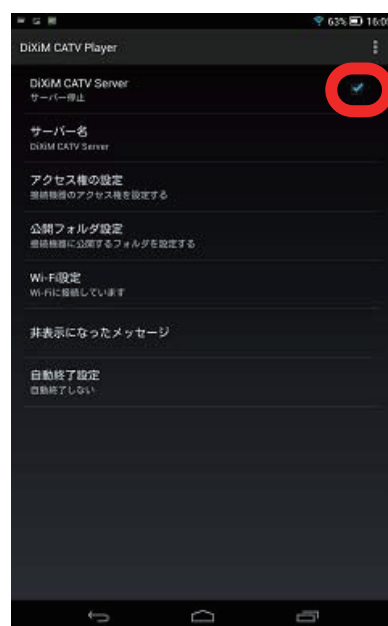 63% 16:0
DiXiM CATV Player
DiXiM CATV Server
サーバー停止
サーバー名
DiXiM CATV Server
アクセス権の設定
接続機器のアクセス権を設定する
公開フォルダ設定
接続機器に公開するフォルダを設定する
Wi-Fi設定
Wi-Fiに接続しています
非表示になったメッセージ
自動終了設定
自動終了しない